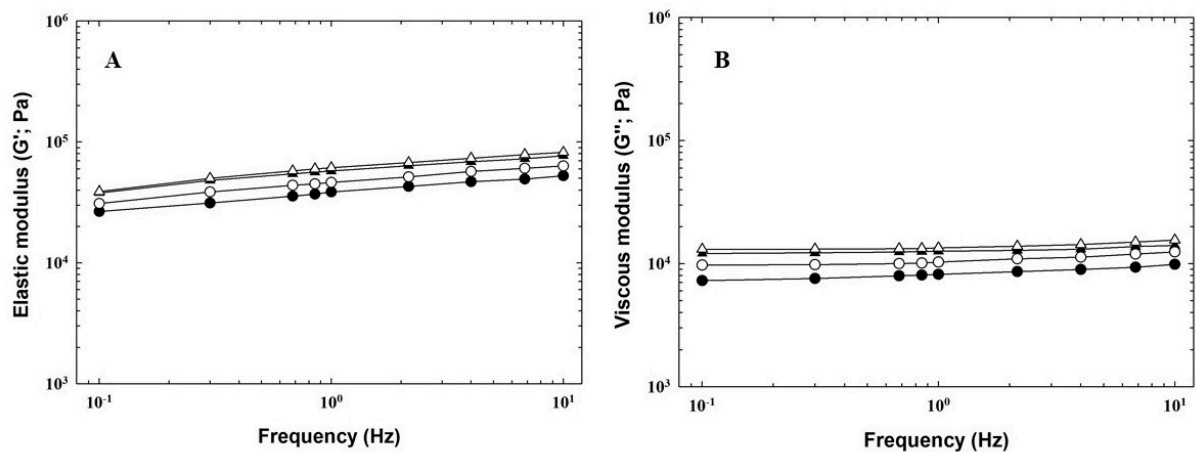 A
Elastic modulus (G'; Pa)
10⁶
10⁵
10⁴
10³
10⁻¹
10⁰
10¹
Frequency (Hz)
B
Viscous modulus (G"; Pa)
10⁶
10⁵
10⁴
10³
10⁻¹
10⁰
10¹
Frequency (Hz)